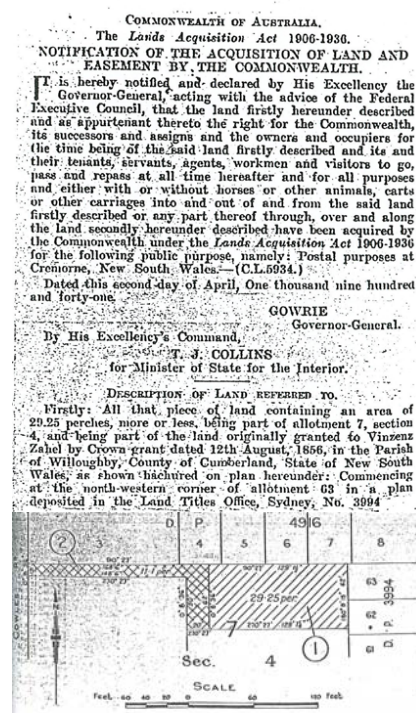 COMMONWEALTH OF AUSTRALIA.
The Lands Acquisition Act 1906-1936.
NOTIFICATION OF THE ACQUISITION OF LAND AND
EASEMENT BY THE COMMONWEALTH.
IT is hereby notified and declared by His Excellency the
Governor-General, acting with the advice of the Federal
Executive Council, that the land firstly hereunder described
and as appurtenant thereto the right for the Commonwealth,
its successors and assigns and the owners and occupiers for
the time being of the said land firstly described and its and
their tenants, servants, agents, workmen and visitors to go,
pass and repass at all time hereafter and for all purposes
and either with or without horses or other animals, carts
or other carriages into and out of and from the said land
firstly described or any part thereof through, over and along
the land secondly hereunder described have been acquired by
the Commonwealth under the Lands Acquisition Act 1906-1936
for the following public purpose, namely: Postal purposes at
Cremorne, New South Wales.—(C.L.5934.)
Dated this second day of April, One thousand nine hundred
and forty-one.
GOWRIE
Governor-General.
By His Excellency's Command,
T. J. COLLINS
for Minister of State for the Interior.
DESCRIPTION OF LAND REFERRED TO.
Firstly: All that piece of land containing an area of
29.25 perches, more or less, being part of allotment 7, section
4, and being part of the land originally granted to Vinzenz
Zahel by Crown grant dated 12th August, 1856, in the Parish
of Willoughby, County of Cumberland, State of New South
Wales, as shown hachured on plan hereunder: Commencing
at the north-western corner of allotment 63 in a plan
deposited in the Land Titles Office, Sydney, No. 3994
D. P. 4916
2 4 5 6 7 8
11·1 per
29·25 per
63
62
61
D. P. 3994
7
1
Sec. 4
SCALE
Feet 60 40 20 0 60 120 Feet